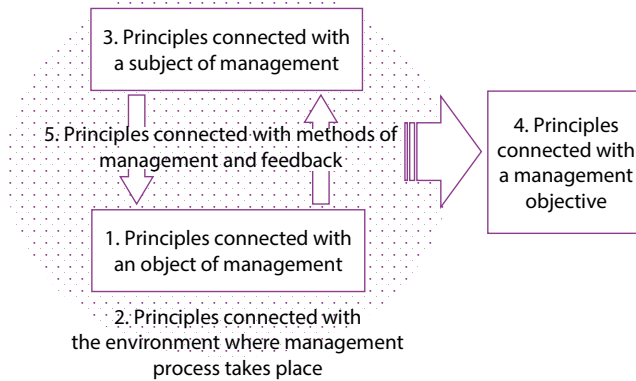 3. Principles connected with
a subject of management
5. Principles connected with methods of
management and feedback
4. Principles
connected with
a management
objective
1. Principles connected with
an object of management
2. Principles connected with
the environment where management
process takes place